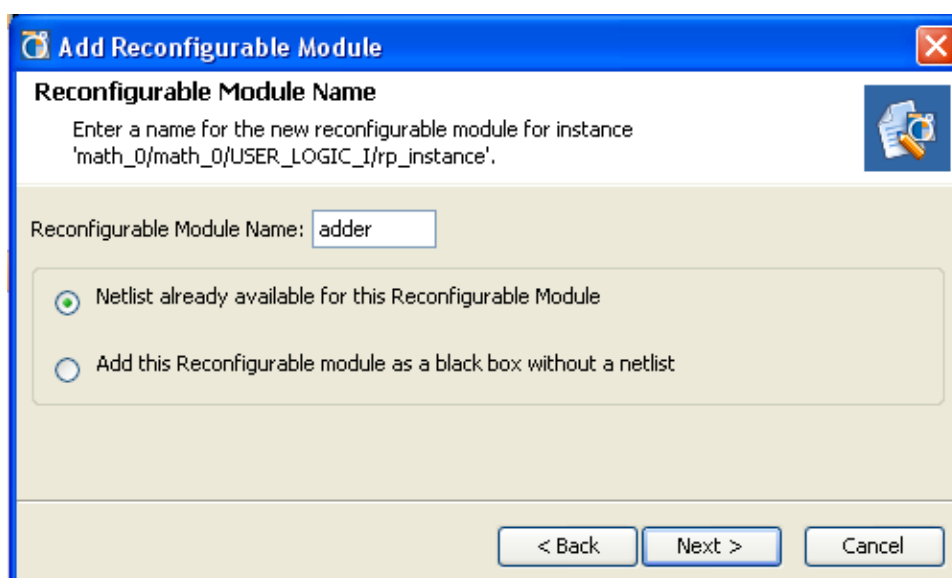 Add Reconfigurable Module
Reconfigurable Module Name
Enter a name for the new reconfigurable module for instance
'math_0/math_0/USER_LOGIC_I/rp_instance'.
Reconfigurable Module Name: adder
Netlist already available for this Reconfigurable Module
Add this Reconfigurable module as a black box without a netlist
< Back Next > Cancel